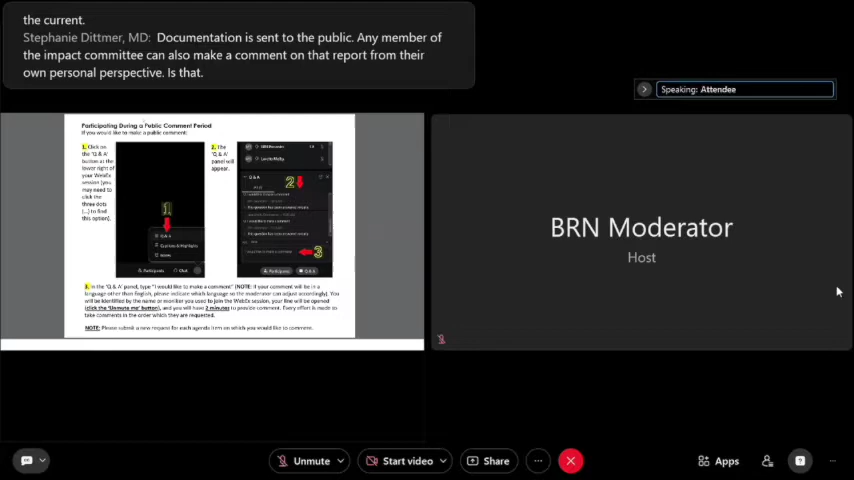 the current.
Stephanie Dittmer, MD: Documentation is sent to the public. Any member of
the impact committee can also make a comment on that report from their
own personal perspective. Is that.
Speaking: Attendee
Participating During a Public Comment Period
If you would like to make a public comment:
1. Click on
the 'Q & A'
button at the
lower right of
your WebEx
session (you
may need to
click the
three dots
(...) to find
this option).
1
Q & A
Participants
Chat
2. The
'Q & A'
panel will
appear.
Q & A
2
3
Participants
Q & A
3. In the 'Q & A' panel, type "I would like to make a comment" (NOTE: If your comment will be in a
language other than English, please indicate which language so the moderator can adjust accordingly). You
will be identified by the name or moniker you used to join the WebEx session, your line will be opened
(click the 'Unmute me' button), and you will have 2 minutes to provide comment. Every effort is made to
take comments in the order which they are requested.
NOTE: Please submit a new request for each agenda item on which you would like to comment.
BRN Moderator
Host
Unmute
Start video
Share
Apps